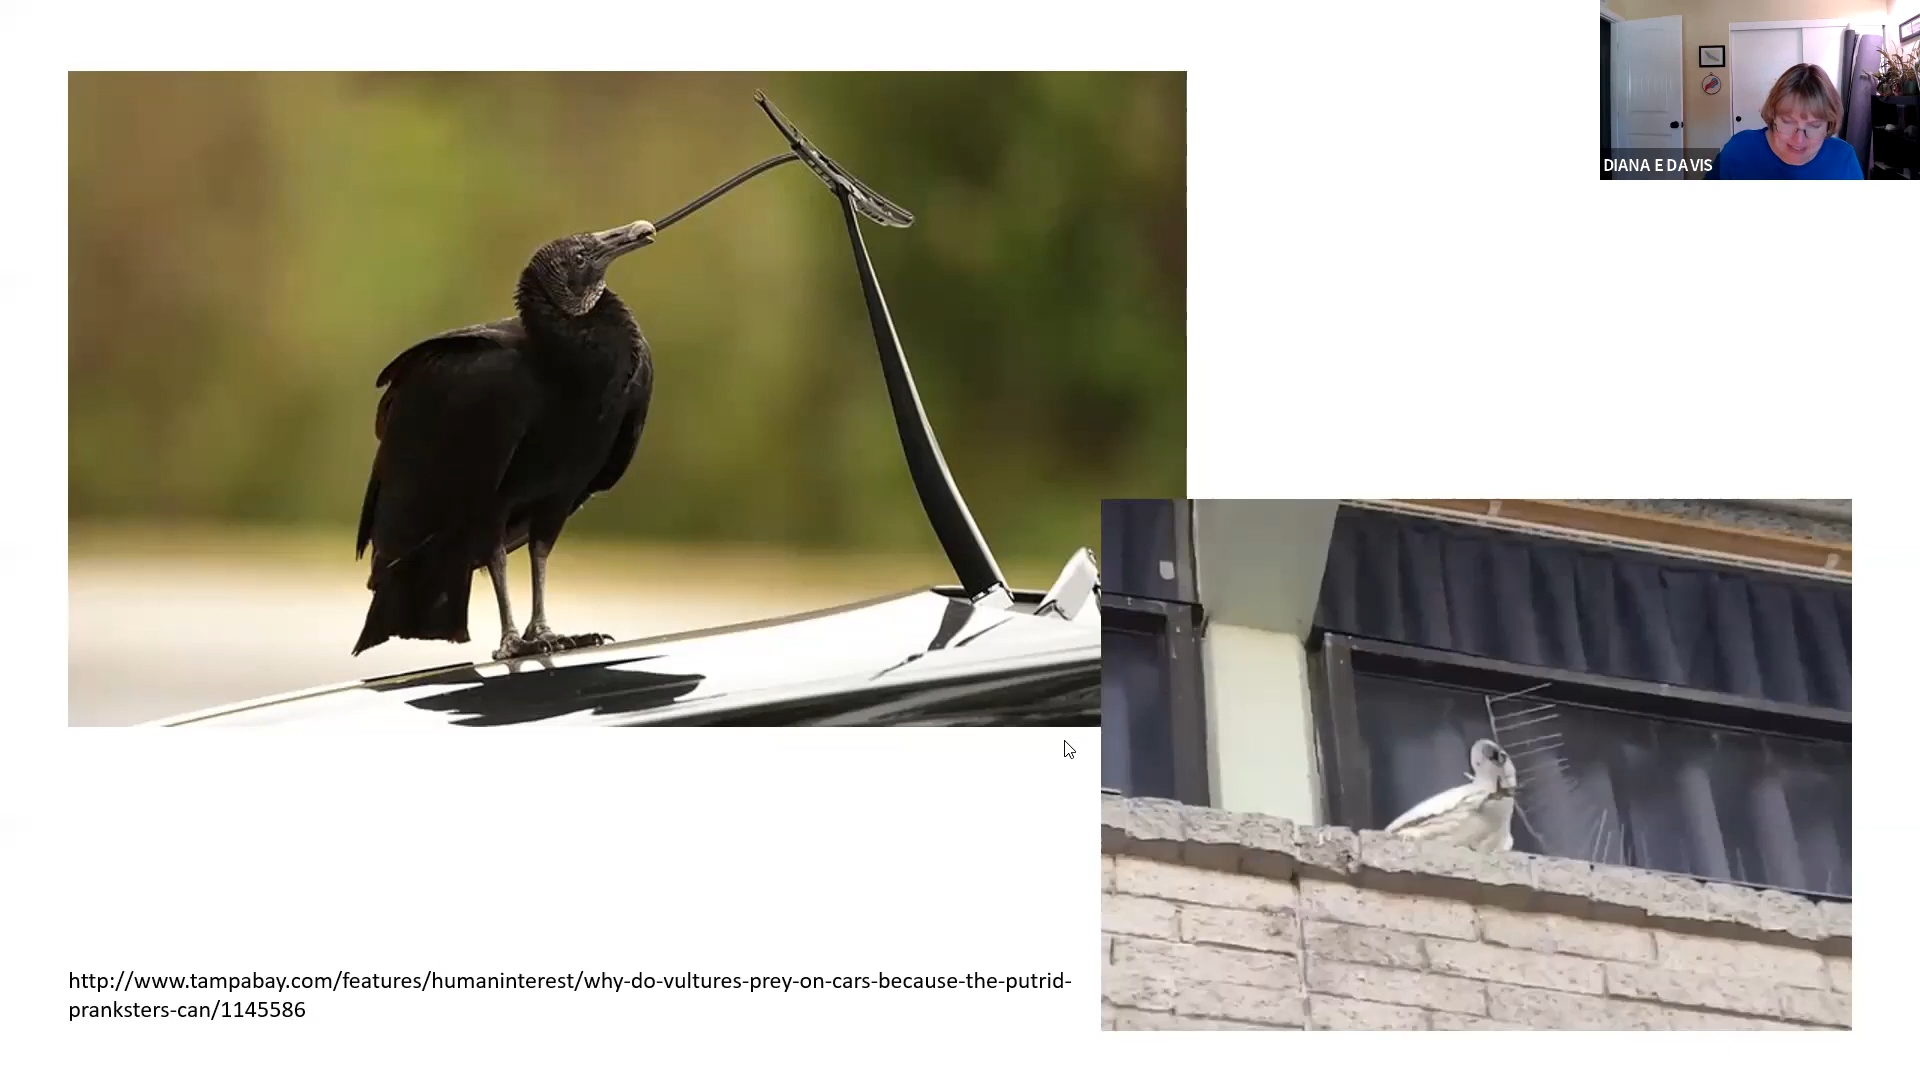 DIANA E DAVIS
http://www.tampabay.com/features/humaninterest/why-do-vultures-prey-on-cars-because-the-putrid-
pranksters-can/1145586